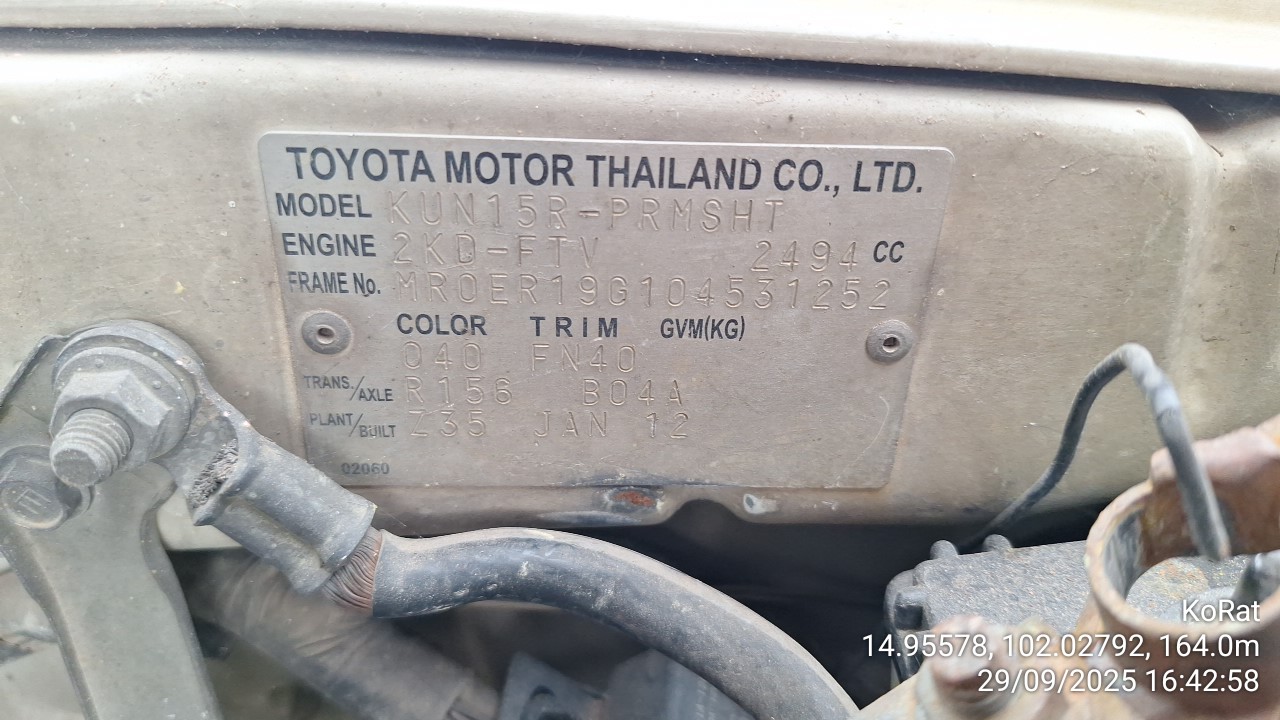 TOYOTA MOTOR THAILAND CO., LTD.
MODEL KUN15R-PRMSHT
ENGINE 2KD-FTV 2494 CC
FRAME No. MR0ER19G104531252
COLOR TRIM GVM(KG)
040 FN40
TRANS./AXLE R156 B04A
PLANT/BUILT Z35 JAN 12
02060
KoRat
14.95578, 102.02792, 164.0m
29/09/2025 16:42:58